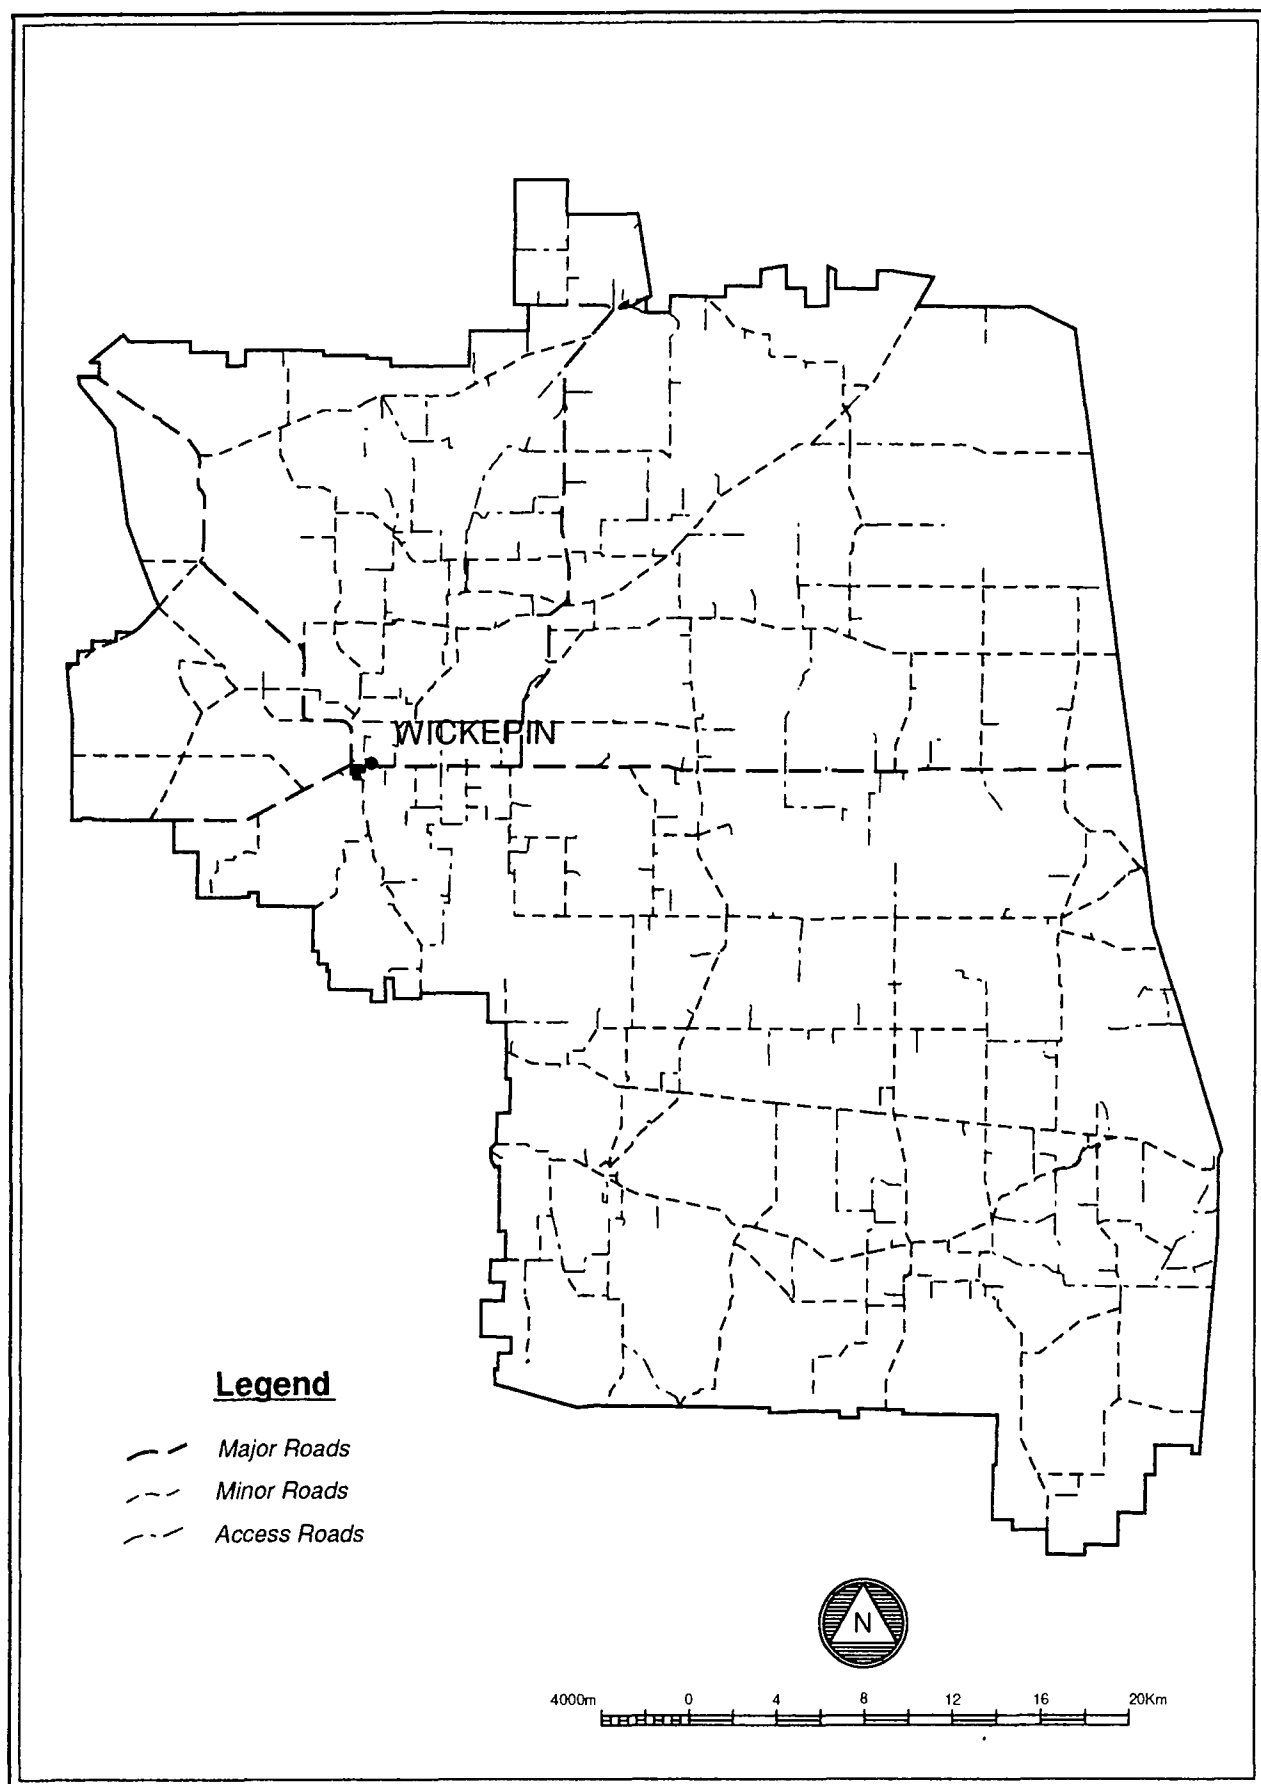 WICKEPIN
Legend
Major Roads
Minor Roads
Access Roads
N
4000m 0 4 8 12 16 20Km